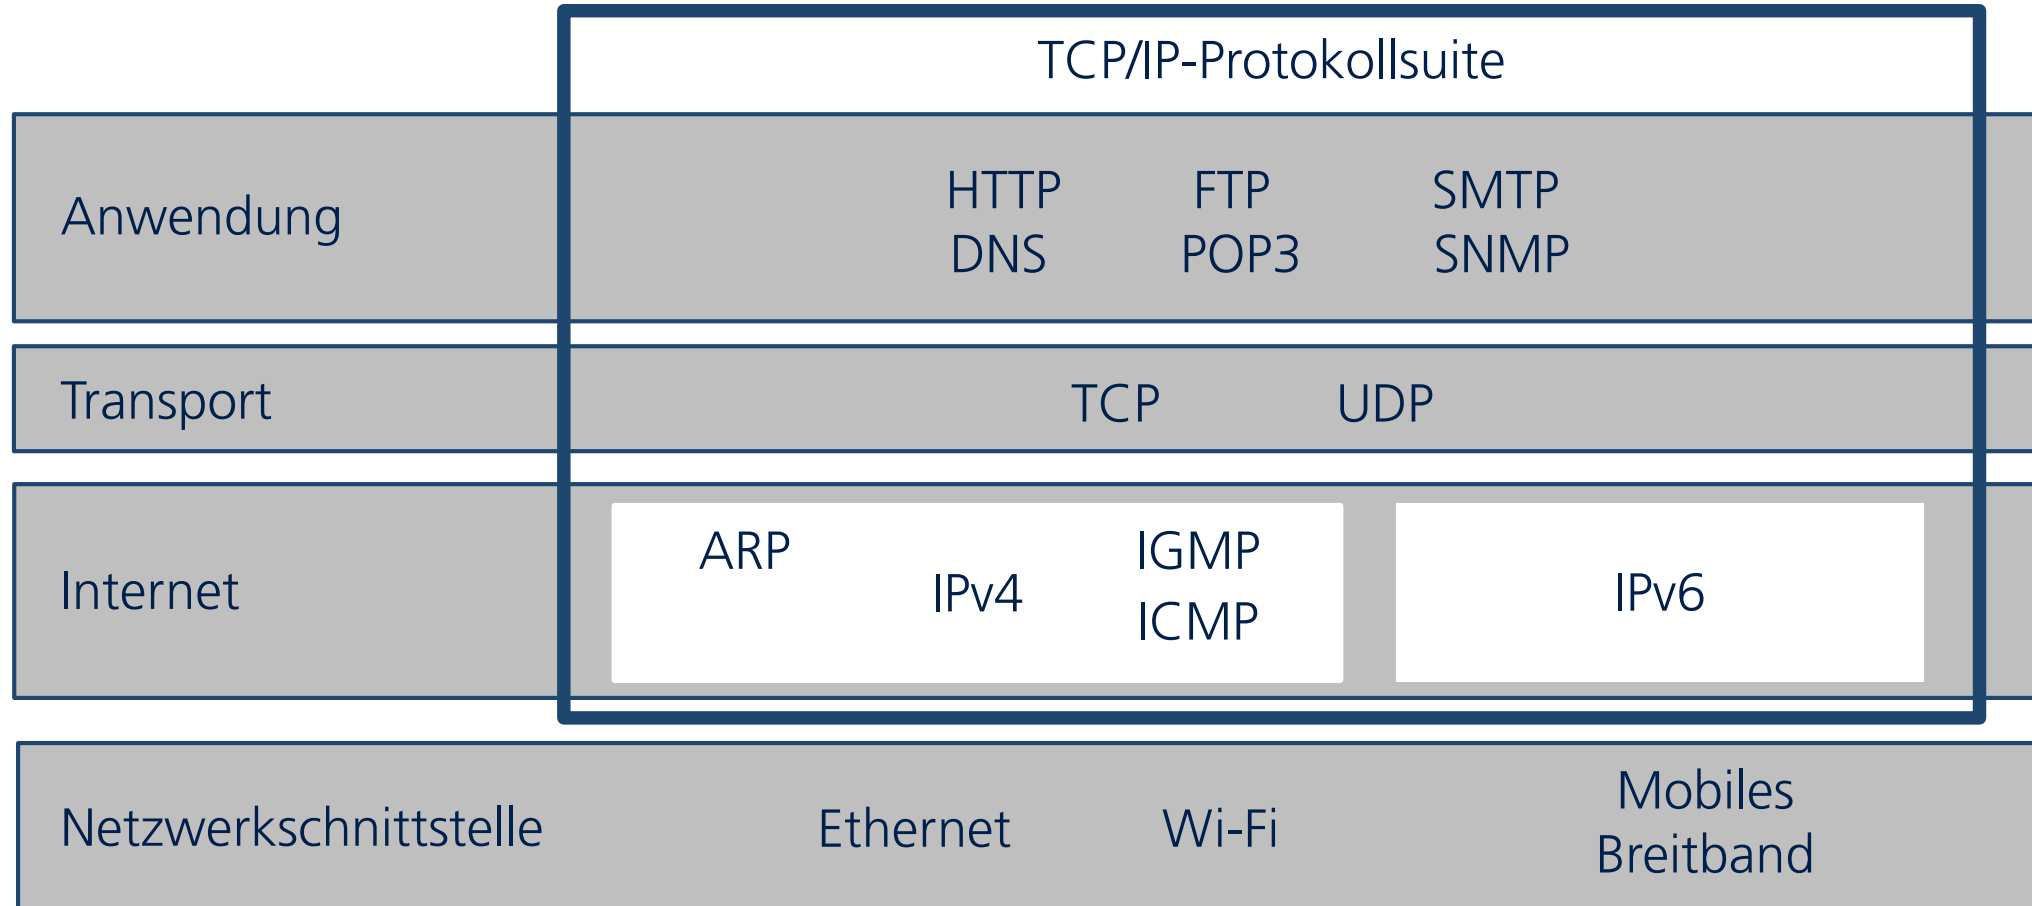 TCP/IP-Protokollsuite
Anwendung
HTTP FTP SMTP
DNS POP3 SNMP
Transport
TCP UDP
Internet
ARP
IPv4
IGMP
ICMP
IPv6
Netzwerkschnittstelle
Ethernet
Wi-Fi
Mobiles
Breitband